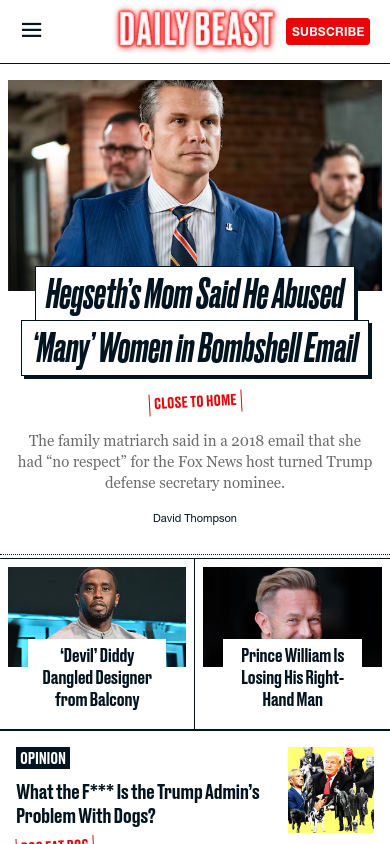 DAILY BEAST
SUBSCRIBE
Hegseth's Mom Said He Abused
'Many' Women in Bombshell Email
CLOSE TO HOME
The family matriarch said in a 2018 email that she
had “no respect” for the Fox News host turned Trump
defense secretary nominee.
David Thompson
‘Devil’ Diddy
Dangled Designer
from Balcony
Prince William Is
Losing His Right-
Hand Man
OPINION
What the F*** Is the Trump Admin’s
Problem With Dogs?
DOG EAT DOG